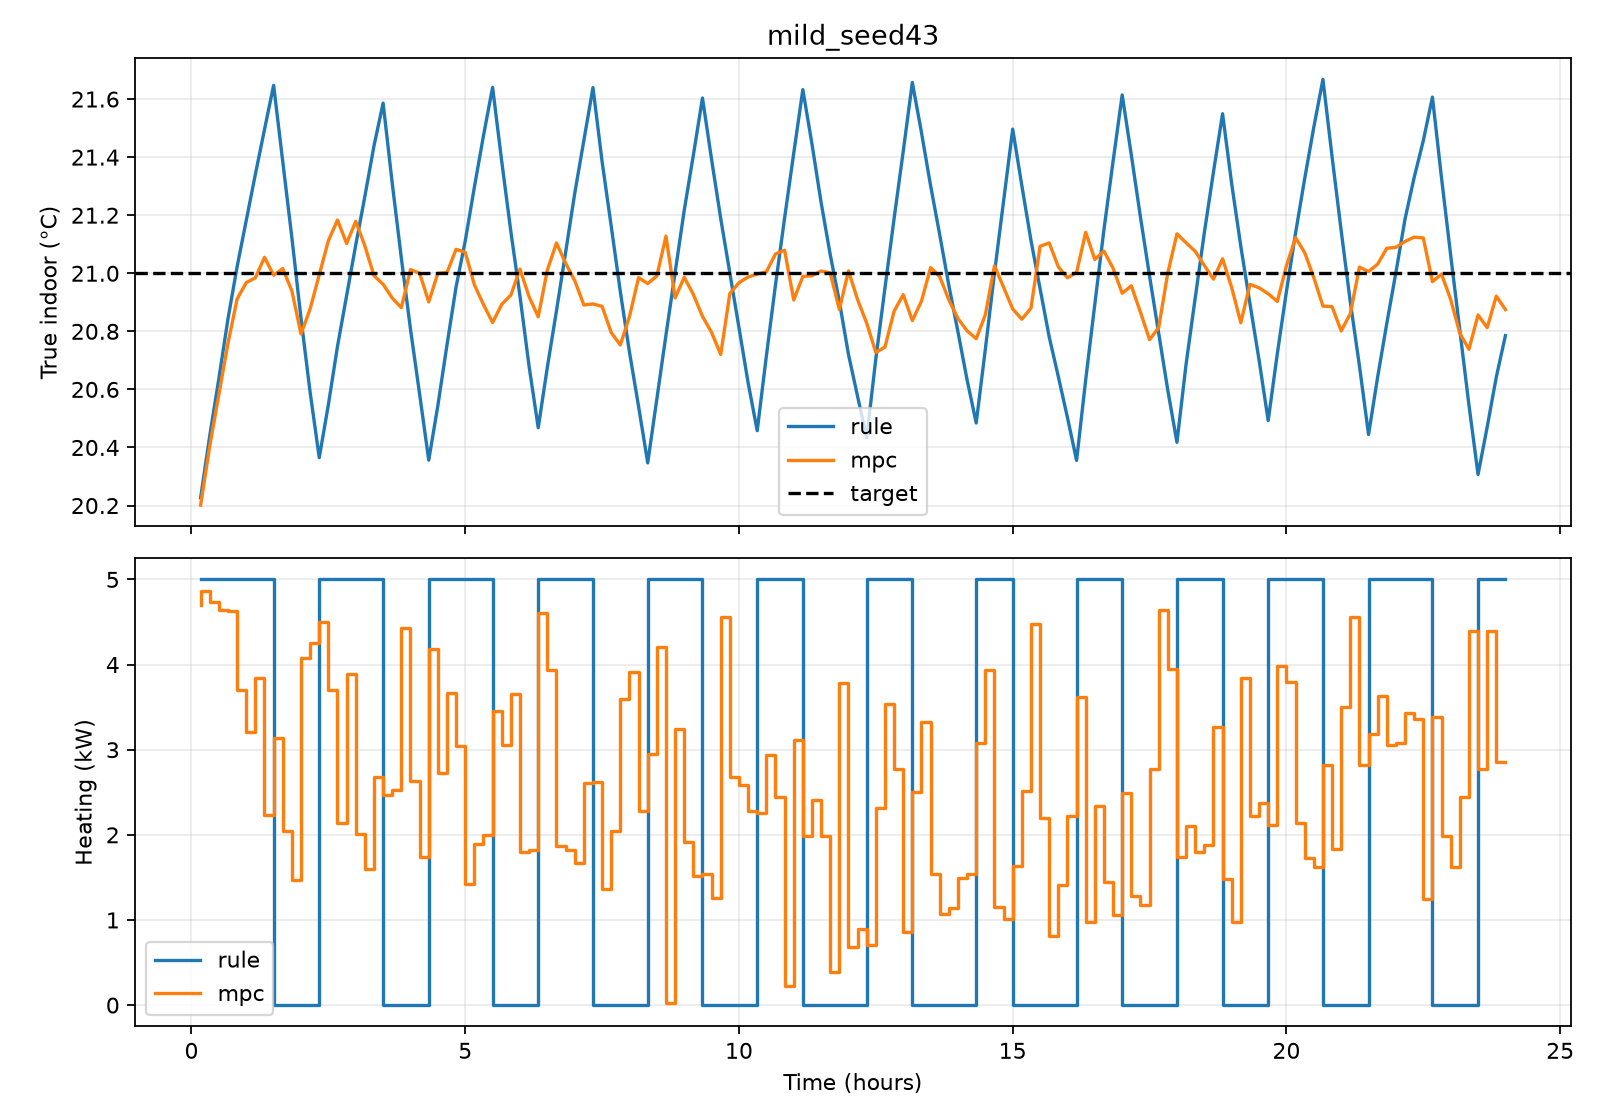 mild_seed43
True indoor (°C)
21.6
21.4
21.2
21.0
20.8
20.6
20.4
20.2
rule
mpc
target
Heating (kW)
5
4
3
2
1
0
rule
mpc
0 5 10 15 20 25
Time (hours)